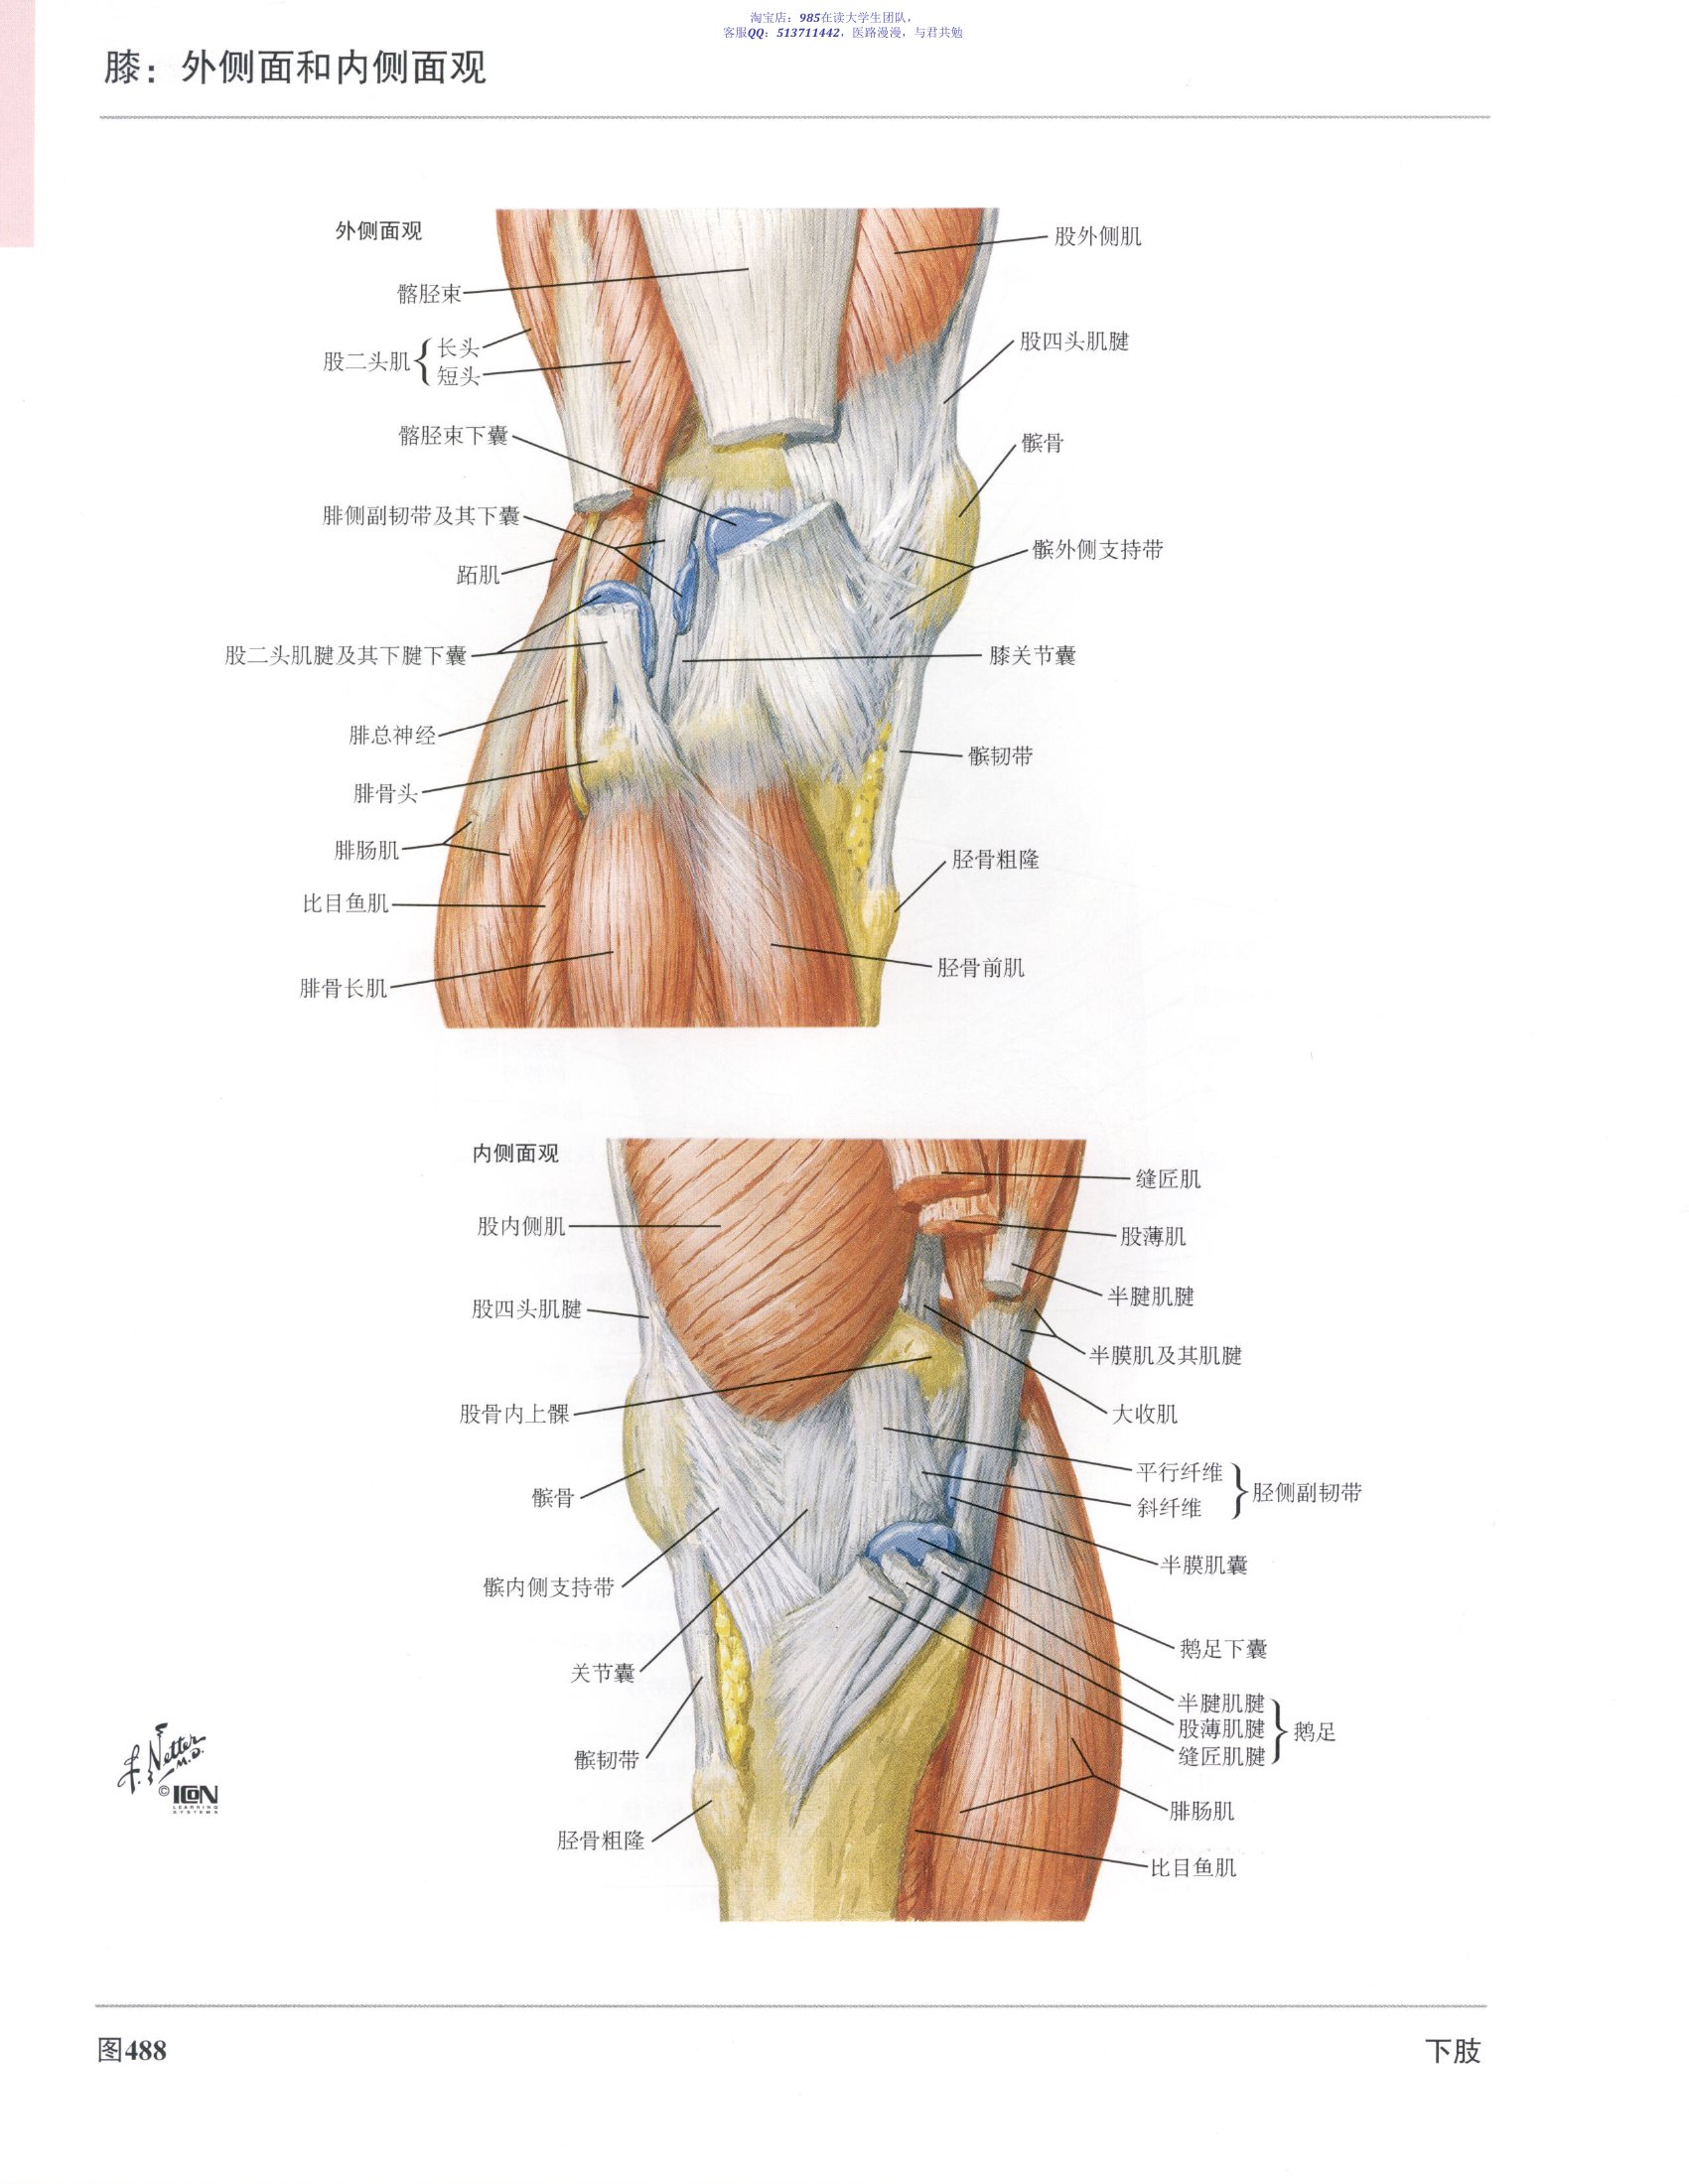 淘宝店：985在读大学生团队，
客服QQ：513711442，医路漫漫，与君共勉
膝：外侧面和内侧面观
外侧面观
股外侧肌
髂胫束
股四头肌腱
股二头肌
长头
短头
髂胫束下囊
髌骨
腓侧副韧带及其下囊
髌外侧支持带
跖肌
股二头肌腱及其下腱下囊
膝关节囊
腓总神经
髌韧带
腓骨头
腓肠肌
胫骨粗隆
比目鱼肌
胫骨前肌
腓骨长肌
内侧面观
缝匠肌
股内侧肌
股薄肌
半腱肌腱
股四头肌腱
半膜肌及其肌腱
股骨内上髁
大收肌
平行纤维
斜纤维
胫侧副韧带
髌骨
半膜肌囊
髌内侧支持带
鹅足下囊
关节囊
半腱肌腱
股薄肌腱
缝匠肌腱
鹅足
髌韧带
腓肠肌
胫骨粗隆
比目鱼肌
F. Netter
M.D.
© ICON
LEARNING
SYSTEMS
图488
下肢